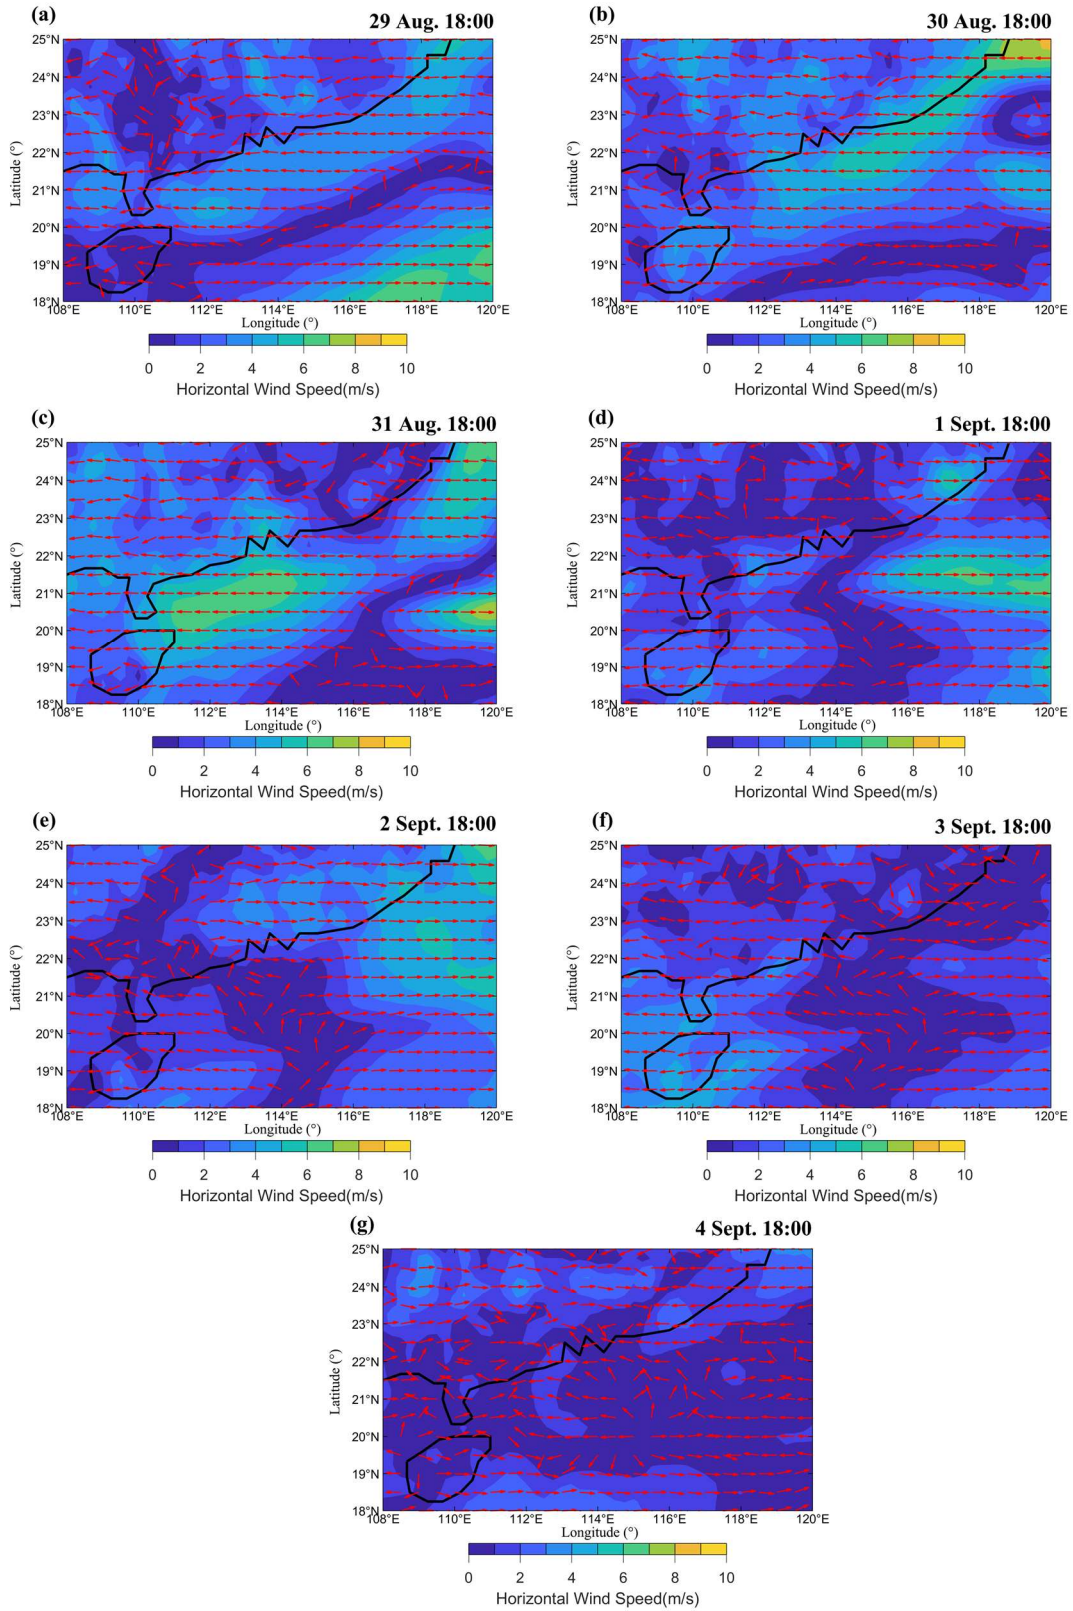 (a)
29 Aug. 18:00
25°N
24°N
23°N
22°N
21°N
20°N
19°N
18°N
Latitude (°)
108°E 110°E 112°E 114°E 116°E 118°E 120°E
Longitude (°)
0 2 4 6 8 10
Horizontal Wind Speed(m/s)
(b)
30 Aug. 18:00
25°N
24°N
23°N
22°N
21°N
20°N
19°N
18°N
Latitude (°)
108°E 110°E 112°E 114°E 116°E 118°E 120°E
Longitude (°)
0 2 4 6 8 10
Horizontal Wind Speed(m/s)
(c)
31 Aug. 18:00
25°N
24°N
23°N
22°N
21°N
20°N
19°N
18°N
Latitude (°)
108°E 110°E 112°E 114°E 116°E 118°E 120°E
Longitude (°)
0 2 4 6 8 10
Horizontal Wind Speed(m/s)
(d)
1 Sept. 18:00
25°N
24°N
23°N
22°N
21°N
20°N
19°N
18°N
Latitude (°)
108°E 110°E 112°E 114°E 116°E 118°E 120°E
Longitude (°)
0 2 4 6 8 10
Horizontal Wind Speed(m/s)
(e)
2 Sept. 18:00
25°N
24°N
23°N
22°N
21°N
20°N
19°N
18°N
Latitude (°)
108°E 110°E 112°E 114°E 116°E 118°E 120°E
Longitude (°)
0 2 4 6 8 10
Horizontal Wind Speed(m/s)
(f)
3 Sept. 18:00
25°N
24°N
23°N
22°N
21°N
20°N
19°N
18°N
Latitude (°)
108°E 110°E 112°E 114°E 116°E 118°E 120°E
Longitude (°)
0 2 4 6 8 10
Horizontal Wind Speed(m/s)
(g)
4 Sept. 18:00
25°N
24°N
23°N
22°N
21°N
20°N
19°N
18°N
Latitude (°)
108°E 110°E 112°E 114°E 116°E 118°E 120°E
Longitude (°)
0 2 4 6 8 10
Horizontal Wind Speed(m/s)